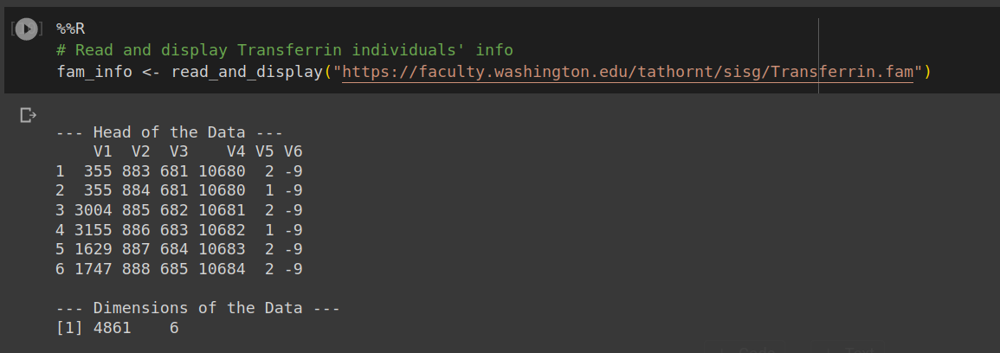 [ ]
%%R
# Read and display Transferrin individuals' info
fam_info <- read_and_display("https://faculty.washington.edu/tathornt/sisg/Transferrin.fam")
--- Head of the Data ---
    V1  V2  V3    V4 V5 V6
1  355 883 681 10680  2 -9
2  355 884 681 10680  1 -9
3 3004 885 682 10681  2 -9
4 3155 886 683 10682  1 -9
5 1629 887 684 10683  2 -9
6 1747 888 685 10684  2 -9
--- Dimensions of the Data ---
[1] 4861    6